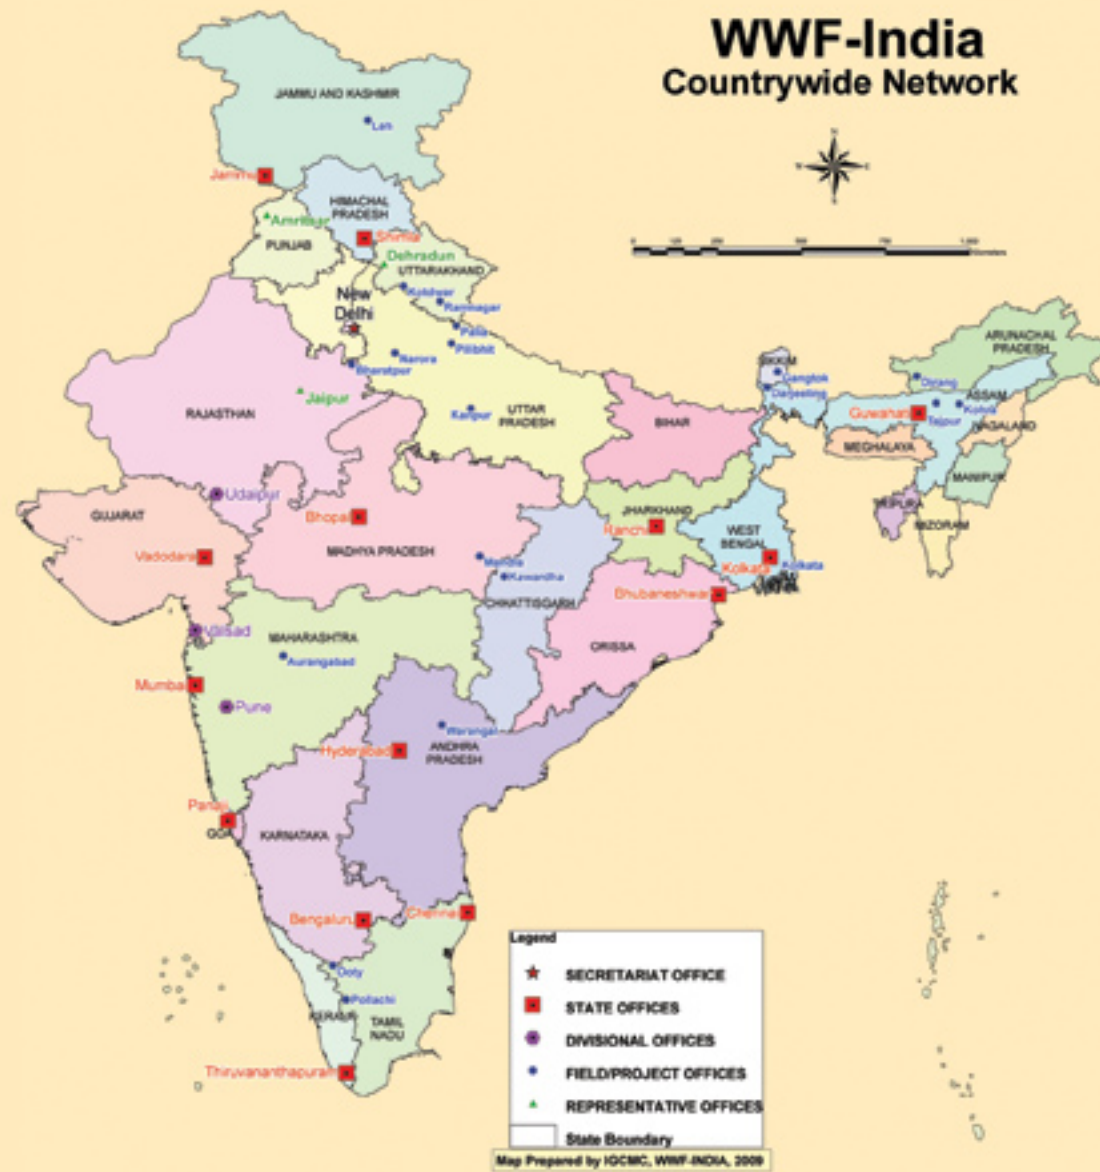 WWF-India
Countrywide Network
N
W
E
S
JAMMU AND KASHMIR
Leh
Jammu
HIMACHAL
PRADESH
Amritsar
PUNJAB
Shimla
Dehradun
UTTARAKHAND
Kotdwar
Ramnagar
New
Delhi
Palia
Pilibhit
Narora
Bharatpur
Jaipur
RAJASTHAN
Kanpur
UTTAR
PRADESH
BIHAR
SIKKIM
Gangtok
Darjeeling
ARUNACHAL
PRADESH
Dirang
ASSAM
Guwahati
Tejpur
NAGALAND
MEGHALAYA
MANIPUR
TRIPURA
MIZORAM
Udaipur
GUJARAT
Bhopal
JHARKHAND
Ranchi
WEST
BENGAL
Vadodara
MADHYA PRADESH
Kolkata
Kolkata
Mandla
Kawardha
CHHATTISGARH
Bhubaneshwar
Valsad
MAHARASHTRA
ORISSA
Aurangabad
Mumbai
Pune
Warangal
Hyderabad
ANDHRA
PRADESH
Panaji
GOA
KARNATAKA
Bengaluru
Chennai
Ooty
Pollachi
KERALA
TAMIL
NADU
Thiruvananthapuram
Legend
SECRETARIAT OFFICE
STATE OFFICES
DIVISIONAL OFFICES
FIELD/PROJECT OFFICES
REPRESENTATIVE OFFICES
State Boundary
Map Prepared by IGCMC, WWF-INDIA, 2009